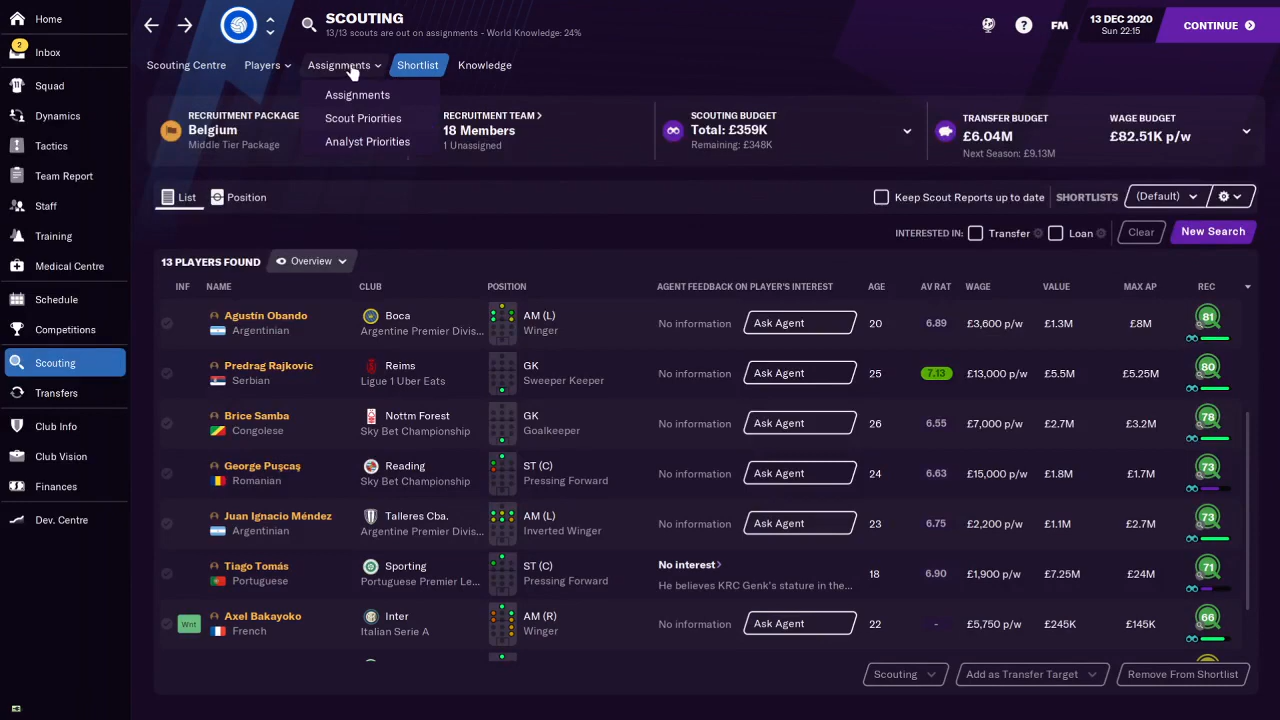 Home
SCOUTING
13/13 scouts are out on assignments - World Knowledge: 24%
FM
13 DEC 2020
Sun 22:15
CONTINUE
2
Inbox
Scouting Centre
Players
Assignments
Shortlist
Knowledge
Assignments
Scout Priorities
Analyst Priorities
11
Squad
Dynamics
Tactics
Team Report
Staff
Training
Medical Centre
Schedule
Competitions
Scouting
Transfers
Club Info
Club Vision
Finances
Dev. Centre
RECRUITMENT PACKAGE
Belgium
Middle Tier Package
RECRUITMENT TEAM
18 Members
1 Unassigned
SCOUTING BUDGET
Total: £359K
Remaining: £348K
TRANSFER BUDGET
£6.04M
Next Season: £9.13M
WAGE BUDGET
£82.51K p/w
List
Position
Keep Scout Reports up to date
SHORTLISTS
(Default)
INTERESTED IN:
Transfer
Loan
Clear
New Search
13 PLAYERS FOUND
Overview
INF NAME CLUB POSITION AGENT FEEDBACK ON PLAYER'S INTEREST AGE AV RAT WAGE VALUE MAX AP REC
Agustín Obando Boca AM (L) No information Ask Agent 20 6.89 £3,600 p/w £1.3M £8M 81
Argentinian Argentine Premier Divis... Winger
Predrag Rajkovic Reims GK No information Ask Agent 25 7.13 £13,000 p/w £5.5M £5.25M 80
Serbian Ligue 1 Uber Eats Sweeper Keeper
Brice Samba Nottm Forest GK No information Ask Agent 26 6.55 £7,000 p/w £2.7M £3.2M 78
Congolese Sky Bet Championship Goalkeeper
George Pușcaș Reading ST (C) No information Ask Agent 24 6.63 £15,000 p/w £1.8M £1.7M 73
Romanian Sky Bet Championship Pressing Forward
Juan Ignacio Méndez Talleres Cba. AM (L) No information Ask Agent 23 6.75 £2,200 p/w £1.1M £2.7M 73
Argentinian Argentine Premier Divis... Inverted Winger
Tiago Tomás Sporting ST (C) No interest 18 6.90 £1,900 p/w £7.25M £24M 71
Portuguese Portuguese Premier Le... Pressing Forward He believes KRC Genk's stature in the...
Wnt Axel Bakayoko Inter AM (R) No information Ask Agent 22 - £5,750 p/w £245K £145K 66
French Italian Serie A Winger
Scouting
Add as Transfer Target
Remove From Shortlist